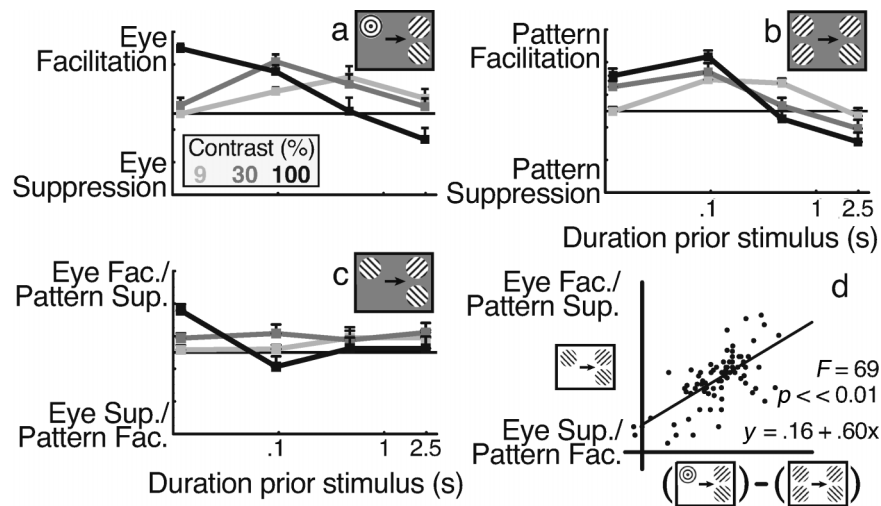 Eye
Facilitation
a
Contrast (%)
9 30 100
Eye
Suppression
Pattern
Facilitation
b
Pattern
Suppression
.1 1 2.5
Duration prior stimulus (s)
Eye Fac./
Pattern Sup.
c
Eye Sup./
Pattern Fac.
.1 1 2.5
Duration prior stimulus (s)
Eye Fac./
Pattern Sup.
d
F = 69
p << 0.01
y = .16 + .60x
Eye Sup./
Pattern Fac.
( ) – ( )